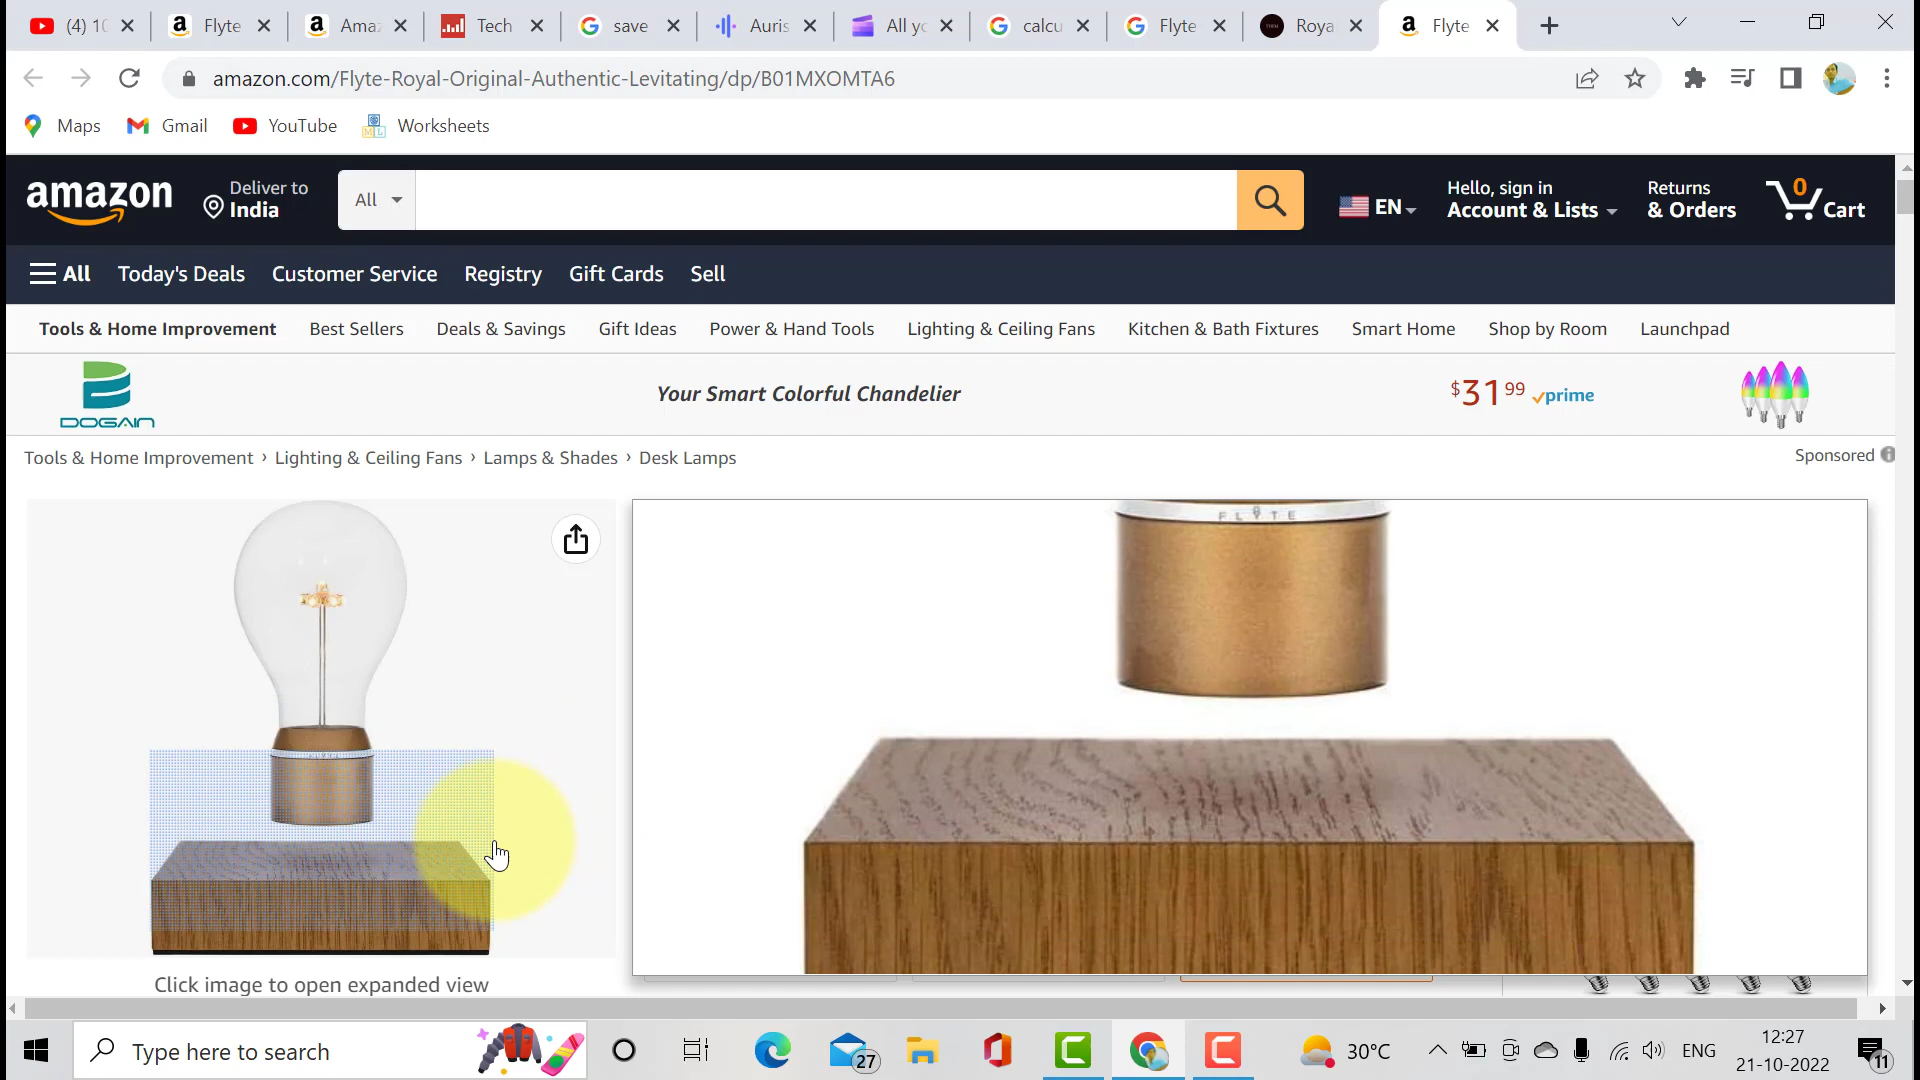 (4) 10
Flyte
Amaz
Tech
save
Auris
All yo
calcu
Flyte
Roya
Flyte
amazon.com/Flyte-Royal-Original-Authentic-Levitating/dp/B01MXOMTA6
Maps
Gmail
YouTube
Worksheets
amazon
Deliver to
India
All
EN
Hello, sign in
Account & Lists
Returns
& Orders
0
Cart
All
Today's Deals
Customer Service
Registry
Gift Cards
Sell
Tools & Home Improvement
Best Sellers
Deals & Savings
Gift Ideas
Power & Hand Tools
Lighting & Ceiling Fans
Kitchen & Bath Fixtures
Smart Home
Shop by Room
Launchpad
DOGAIN
Your Smart Colorful Chandelier
$31 99 prime
Tools & Home Improvement › Lighting & Ceiling Fans › Lamps & Shades › Desk Lamps
Sponsored
FLYTE
Click image to open expanded view
Type here to search
27
30°C
ENG
12:27
21-10-2022
11